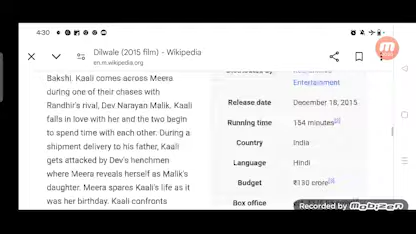 4:30
Dilwale (2015 film) - Wikipedia
en.m.wikipedia.org
Bakshi. Kaali comes across Meera
during one of their chases with
Randhir's rival, Dev Narayan Malik. Kaali
falls in love with her and the two begin
to spend time with each other. During a
shipment delivery to his father, Kaali
gets attacked by Dev's henchmen
where Meera reveals herself as Malik's
daughter. Meera spares Kaali's life as it
was her birthday. Kaali confronts
Entertainment
Release date December 18, 2015
Running time 154 minutes
Country India
Language Hindi
Budget ₹130 crore
Box office
Recorded by Mobizen